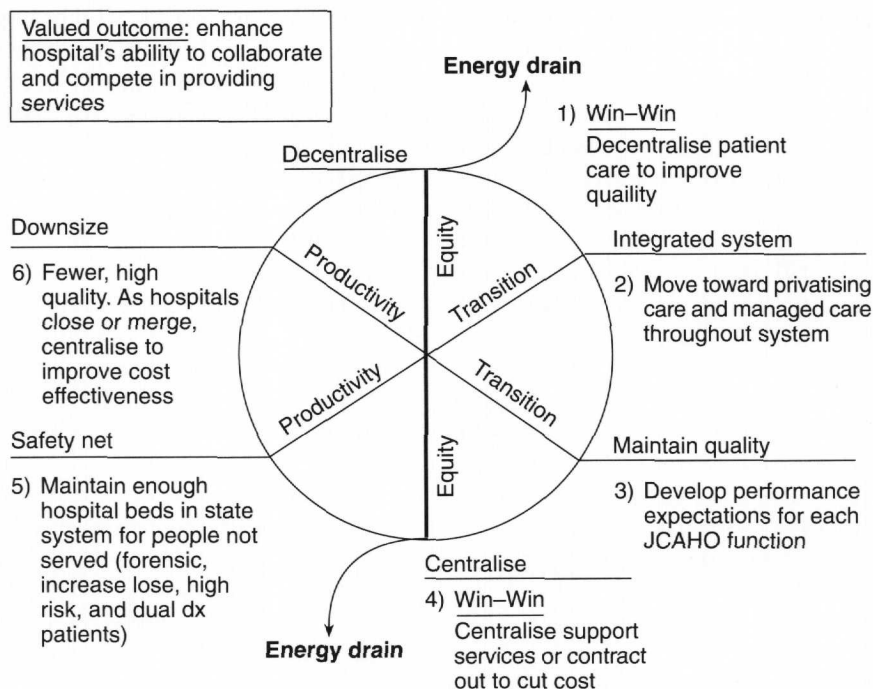 Valued outcome: enhance
hospital's ability to collaborate
and compete in providing
services
Energy drain
1) Win–Win
Decentralise patient
care to improve
quaility
Decentralise
Downsize
6) Fewer, high
quality. As hospitals
close or merge,
centralise to
improve cost
effectiveness
Productivity
Equity
Transition
Integrated system
2) Move toward privatising
care and managed care
throughout system
Productivity
Equity
Transition
Safety net
5) Maintain enough
hospital beds in state
system for people not
served (forensic,
increase lose, high
risk, and dual dx
patients)
Maintain quality
3) Develop performance
expectations for each
JCAHO function
Centralise
4) Win–Win
Centralise support
services or contract
out to cut cost
Energy drain